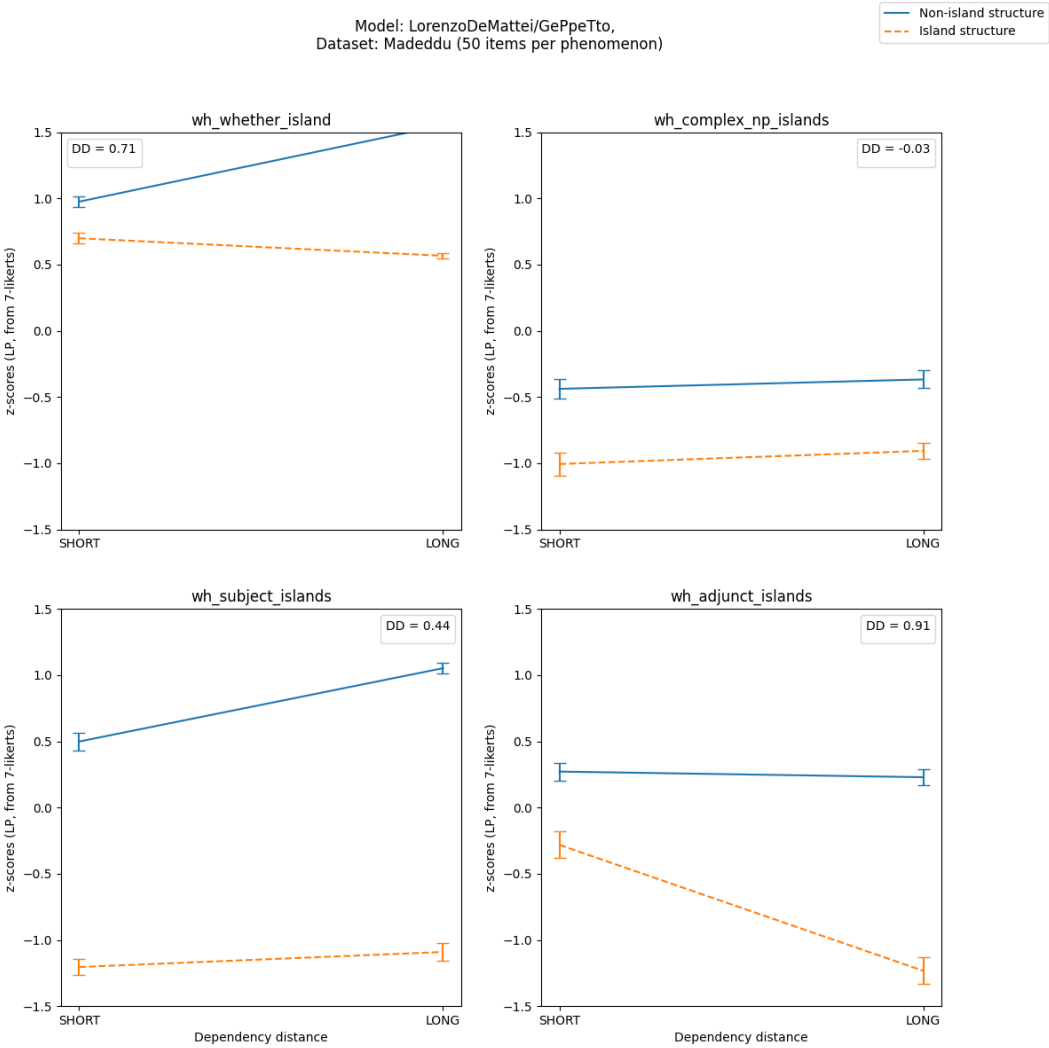 Model: LorenzoDeMattei/GePpeTto,
Dataset: Madeddu (50 items per phenomenon)
Non-island structure
Island structure
wh_whether_island
DD = 0.71
1.5
1.0
0.5
0.0
−0.5
−1.0
−1.5
z-scores (LP, from 7-likerts)
SHORT
LONG
wh_complex_np_islands
DD = -0.03
1.5
1.0
0.5
0.0
−0.5
−1.0
−1.5
z-scores (LP, from 7-likerts)
SHORT
LONG
wh_subject_islands
DD = 0.44
1.5
1.0
0.5
0.0
−0.5
−1.0
−1.5
z-scores (LP, from 7-likerts)
SHORT
LONG
Dependency distance
wh_adjunct_islands
DD = 0.91
1.5
1.0
0.5
0.0
−0.5
−1.0
−1.5
z-scores (LP, from 7-likerts)
SHORT
LONG
Dependency distance